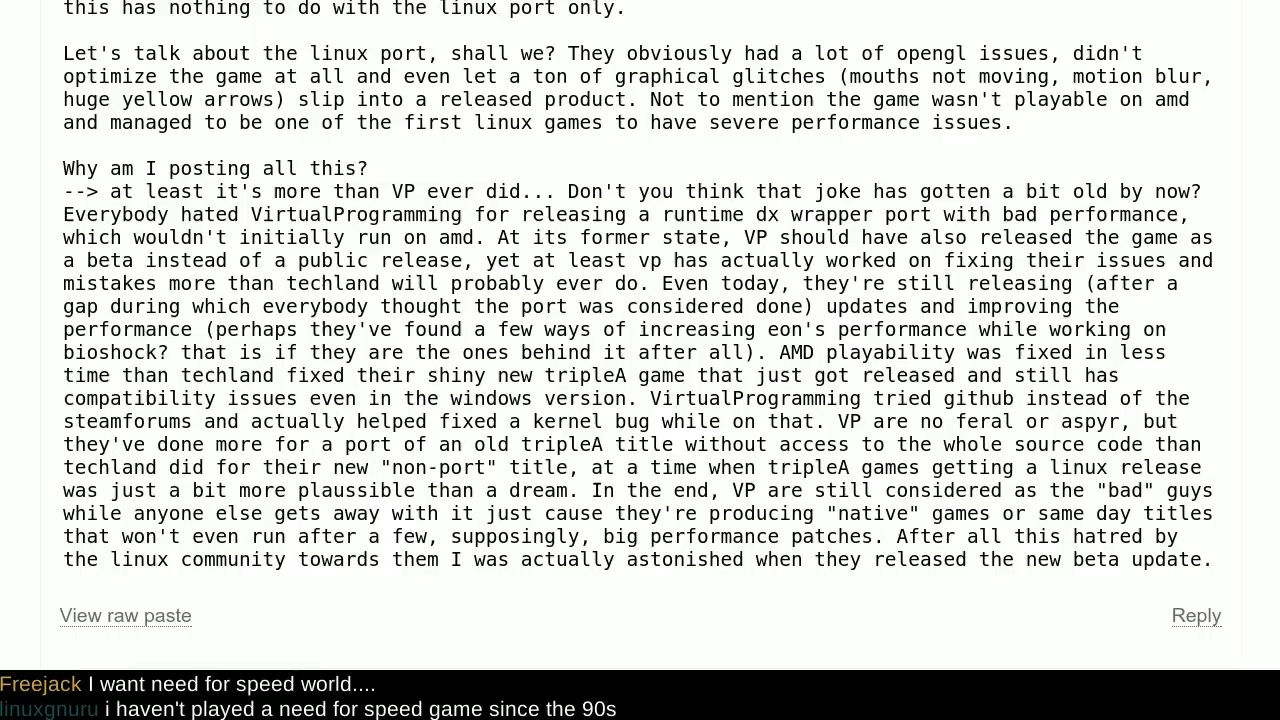 this has nothing to do with the linux port only.
Let's talk about the linux port, shall we? They obviously had a lot of opengl issues, didn't
optimize the game at all and even let a ton of graphical glitches (mouths not moving, motion blur,
huge yellow arrows) slip into a released product. Not to mention the game wasn't playable on amd
and managed to be one of the first linux games to have severe performance issues.
Why am I posting all this?
--> at least it's more than VP ever did... Don't you think that joke has gotten a bit old by now?
Everybody hated VirtualProgramming for releasing a runtime dx wrapper port with bad performance,
which wouldn't initially run on amd. At its former state, VP should have also released the game as
a beta instead of a public release, yet at least vp has actually worked on fixing their issues and
mistakes more than techland will probably ever do. Even today, they're still releasing (after a
gap during which everybody thought the port was considered done) updates and improving the
performance (perhaps they've found a few ways of increasing eon's performance while working on
bioshock? that is if they are the ones behind it after all). AMD playability was fixed in less
time than techland fixed their shiny new tripleA game that just got released and still has
compatibility issues even in the windows version. VirtualProgramming tried github instead of the
steamforums and actually helped fixed a kernel bug while on that. VP are no feral or aspyr, but
they've done more for a port of an old tripleA title without access to the whole source code than
techland did for their new "non-port" title, at a time when tripleA games getting a linux release
was just a bit more plaussible than a dream. In the end, VP are still considered as the "bad" guys
while anyone else gets away with it just cause they're producing "native" games or same day titles
that won't even run after a few, supposingly, big performance patches. After all this hatred by
the linux community towards them I was actually astonished when they released the new beta update.
View raw paste
Reply
Freejack I want need for speed world....
linuxgnuru i haven't played a need for speed game since the 90s